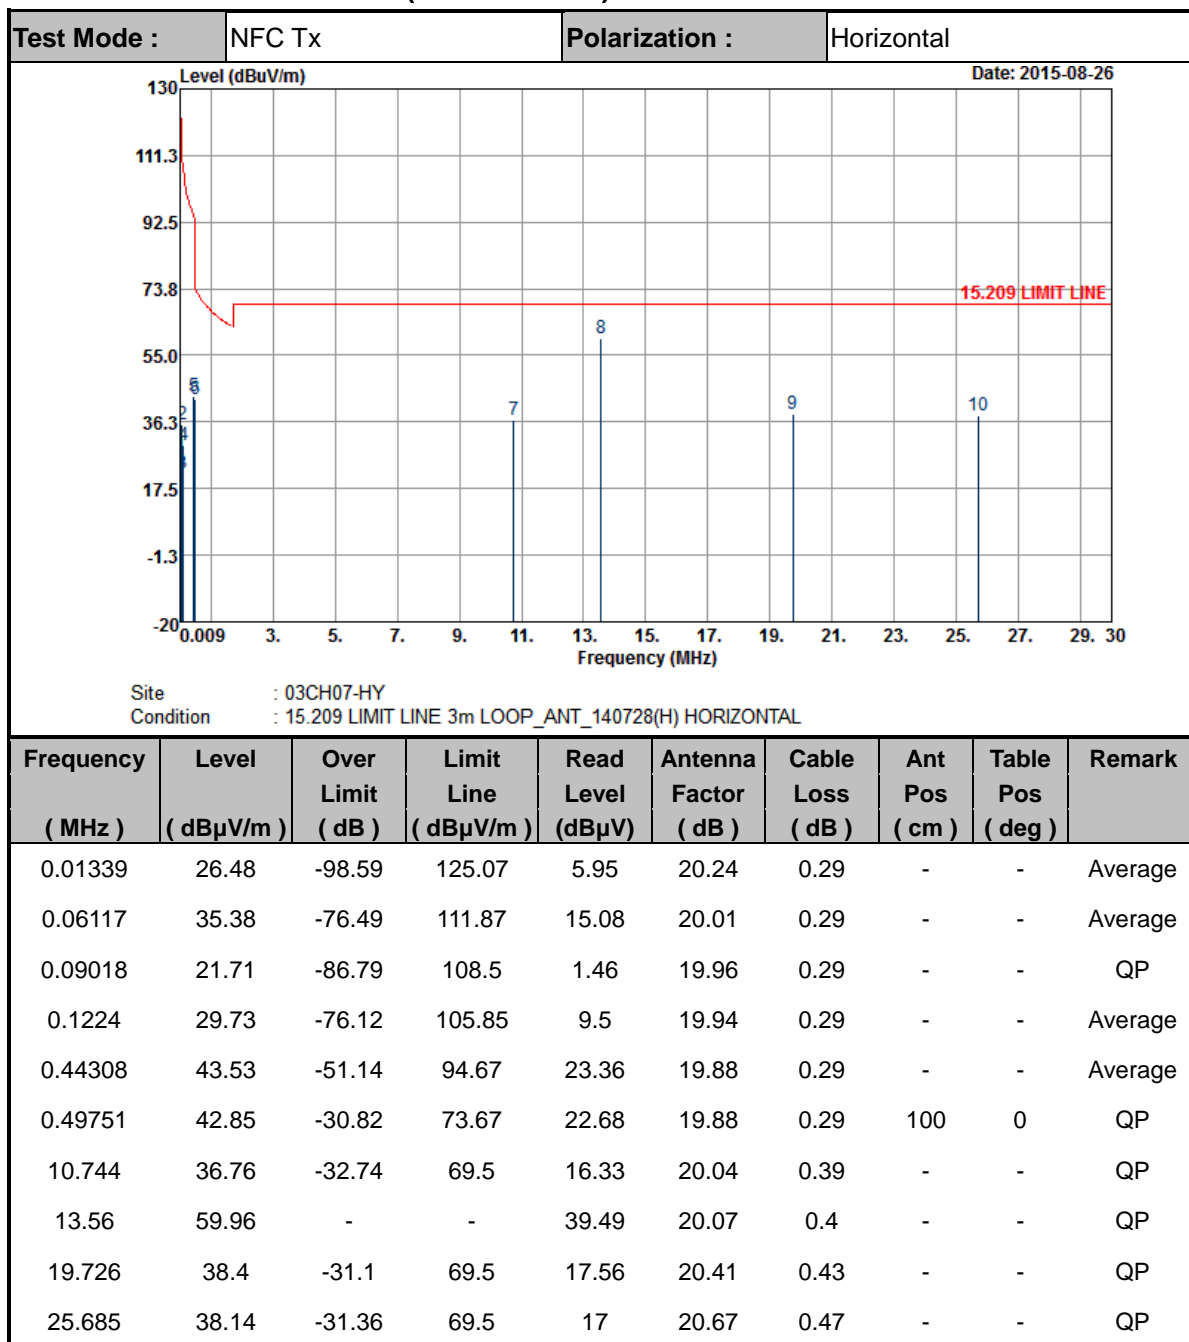 Test Mode : NFC Tx Polarization : Horizontal
Level (dBuV/m) Date: 2015-08-26
130
111.3
92.5
73.8
15.209 LIMIT LINE
8
55.0
5
6
2 7 9 10
36.3
4
17.5
-1.3
-20
0.009 3. 5. 7. 9. 11. 13. 15. 17. 19. 21. 23. 25. 27. 29. 30
Frequency (MHz)
Site : 03CH07-HY
Condition : 15.209 LIMIT LINE 3m LOOP_ANT_140728(H) HORIZONTAL
Frequency Level Over Limit Read Antenna Cable Ant Table Remark
Limit Line Level Factor Loss Pos Pos
( MHz ) ( dBµV/m ) ( dB ) ( dBµV/m ) (dBµV) ( dB ) ( dB ) ( cm ) ( deg )
0.01339 26.48 -98.59 125.07 5.95 20.24 0.29 - - Average
0.06117 35.38 -76.49 111.87 15.08 20.01 0.29 - - Average
0.09018 21.71 -86.79 108.5 1.46 19.96 0.29 - - QP
0.1224 29.73 -76.12 105.85 9.5 19.94 0.29 - - Average
0.44308 43.53 -51.14 94.67 23.36 19.88 0.29 - - Average
0.49751 42.85 -30.82 73.67 22.68 19.88 0.29 100 0 QP
10.744 36.76 -32.74 69.5 16.33 20.04 0.39 - - QP
13.56 59.96 - - 39.49 20.07 0.4 - - QP
19.726 38.4 -31.1 69.5 17.56 20.41 0.43 - - QP
25.685 38.14 -31.36 69.5 17 20.67 0.47 - - QP